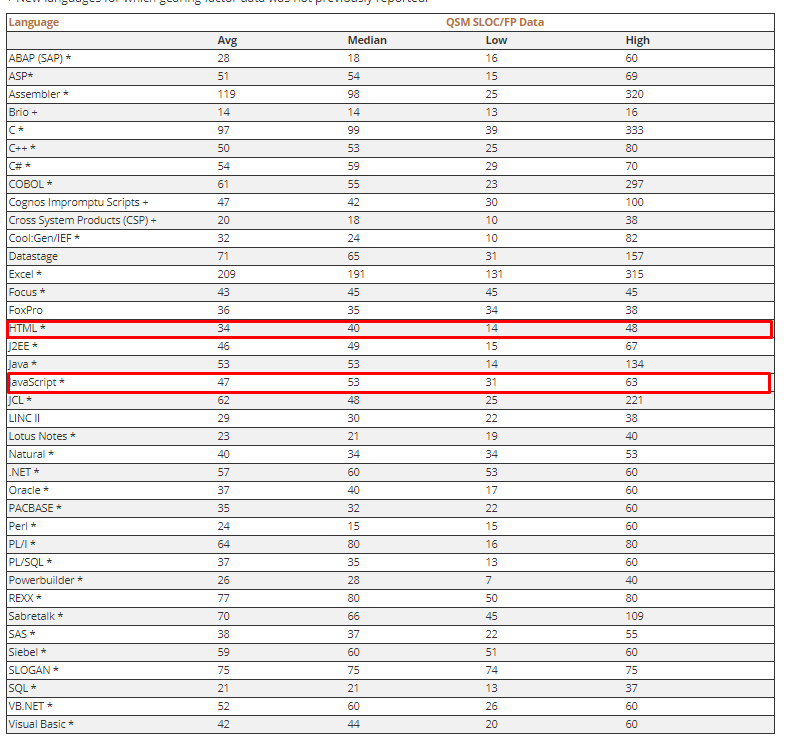 New languages for which gearing factor data was not previously reported.
Language QSM SLOC/FP Data
Avg Median Low High
ABAP (SAP) * 28 18 16 60
ASP* 51 54 15 69
Assembler * 119 98 25 320
Brio + 14 14 13 16
C * 97 99 39 333
C++ * 50 53 25 80
C# * 54 59 29 70
COBOL * 61 55 23 297
Cognos Impromptu Scripts + 47 42 30 100
Cross System Products (CSP) + 20 18 10 38
Cool:Gen/IEF * 32 24 10 82
Datastage 71 65 31 157
Excel * 209 191 131 315
Focus * 43 45 45 45
FoxPro 36 35 34 38
HTML * 34 40 14 48
J2EE * 46 49 15 67
Java * 53 53 14 134
JavaScript * 47 53 31 63
JCL * 62 48 25 221
LINC II 29 30 22 38
Lotus Notes * 23 21 19 40
Natural * 40 34 34 53
.NET * 57 60 53 60
Oracle * 37 40 17 60
PACBASE * 35 32 22 60
Perl * 24 15 15 60
PL/I * 64 80 16 80
PL/SQL * 37 35 13 60
Powerbuilder * 26 28 7 40
REXX * 77 80 50 80
Sabretalk * 70 66 45 109
SAS * 38 37 22 55
Siebel * 59 60 51 60
SLOGAN * 75 75 74 75
SQL * 21 21 13 37
VB.NET * 52 60 26 60
Visual Basic * 42 44 20 60